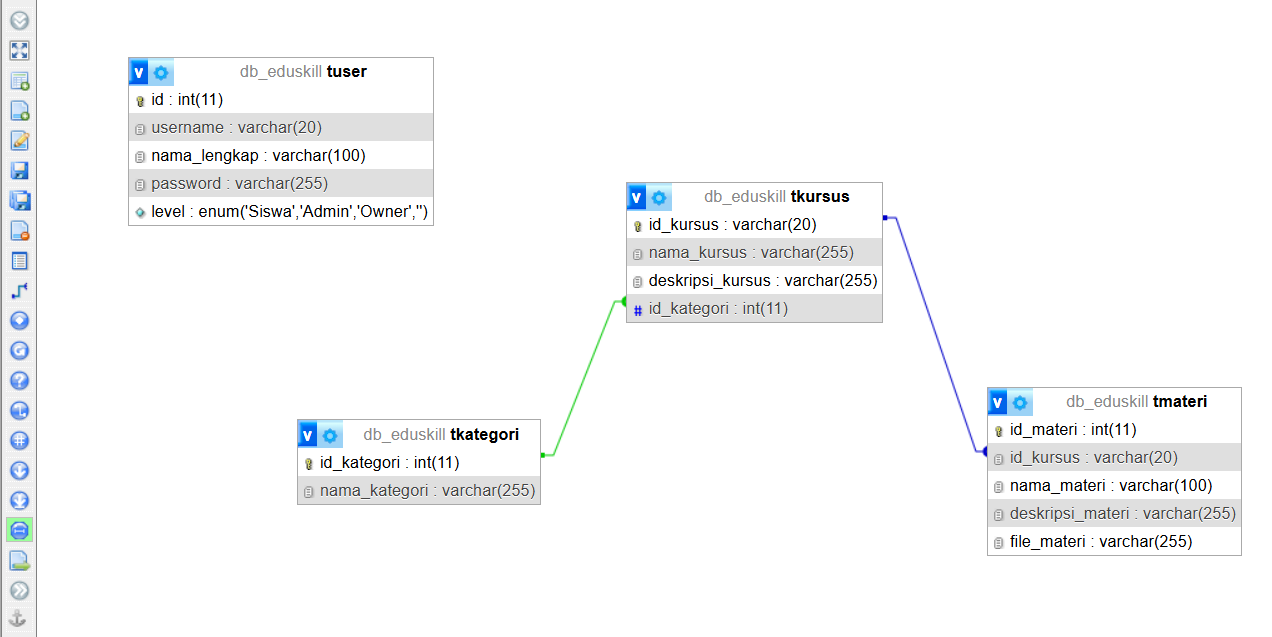 v db_eduskill tuser
id : int(11)
username : varchar(20)
nama_lengkap : varchar(100)
password : varchar(255)
level : enum('Siswa','Admin','Owner','')
v db_eduskill tkursus
id_kursus : varchar(20)
nama_kursus : varchar(255)
deskripsi_kursus : varchar(255)
# id_kategori : int(11)
v db_eduskill tkategori
id_kategori : int(11)
nama_kategori : varchar(255)
v db_eduskill tmateri
id_materi : int(11)
id_kursus : varchar(20)
nama_materi : varchar(100)
deskripsi_materi : varchar(255)
file_materi : varchar(255)